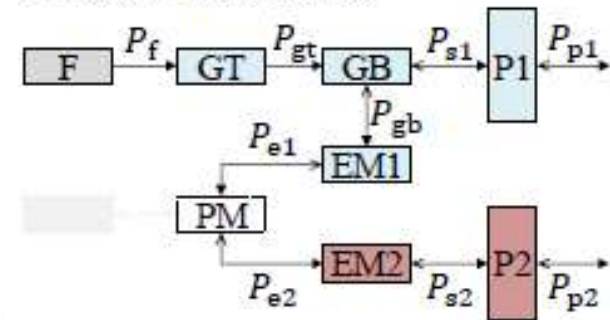 P_f P_gt P_s1 P_p1
F GT GB P1
P_gb
P_e1
EM1
PM
EM2 P2
P_e2 P_s2 P_p2